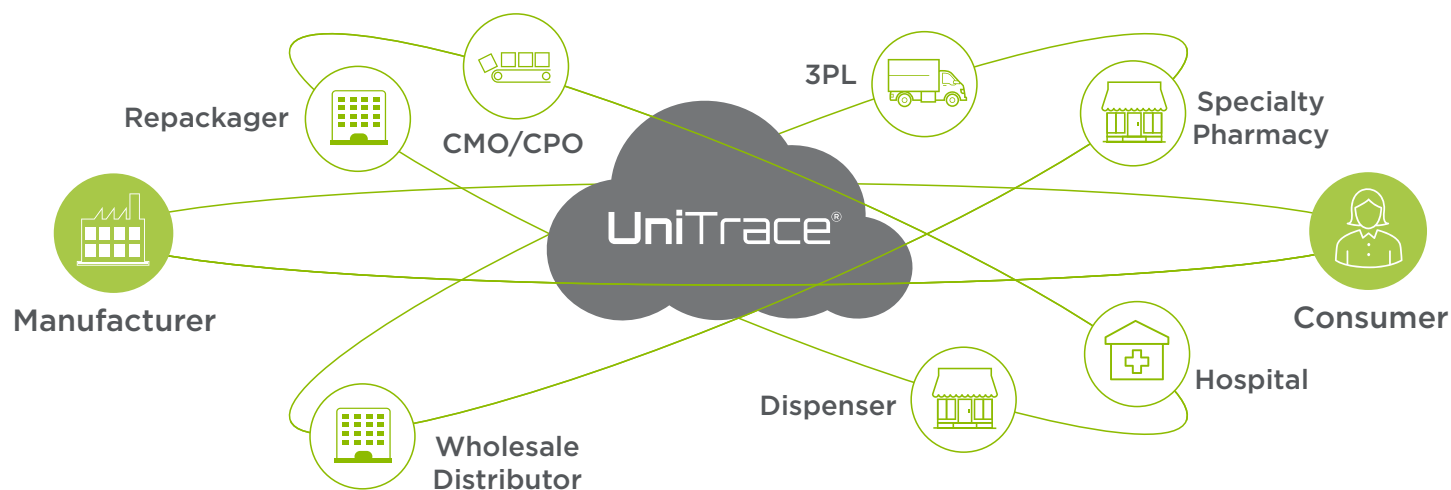 3PL
Specialty
Pharmacy
Repackager
CMO/CPO
UniTrace®
Manufacturer
Consumer
Hospital
Dispenser
Wholesale
Distributor